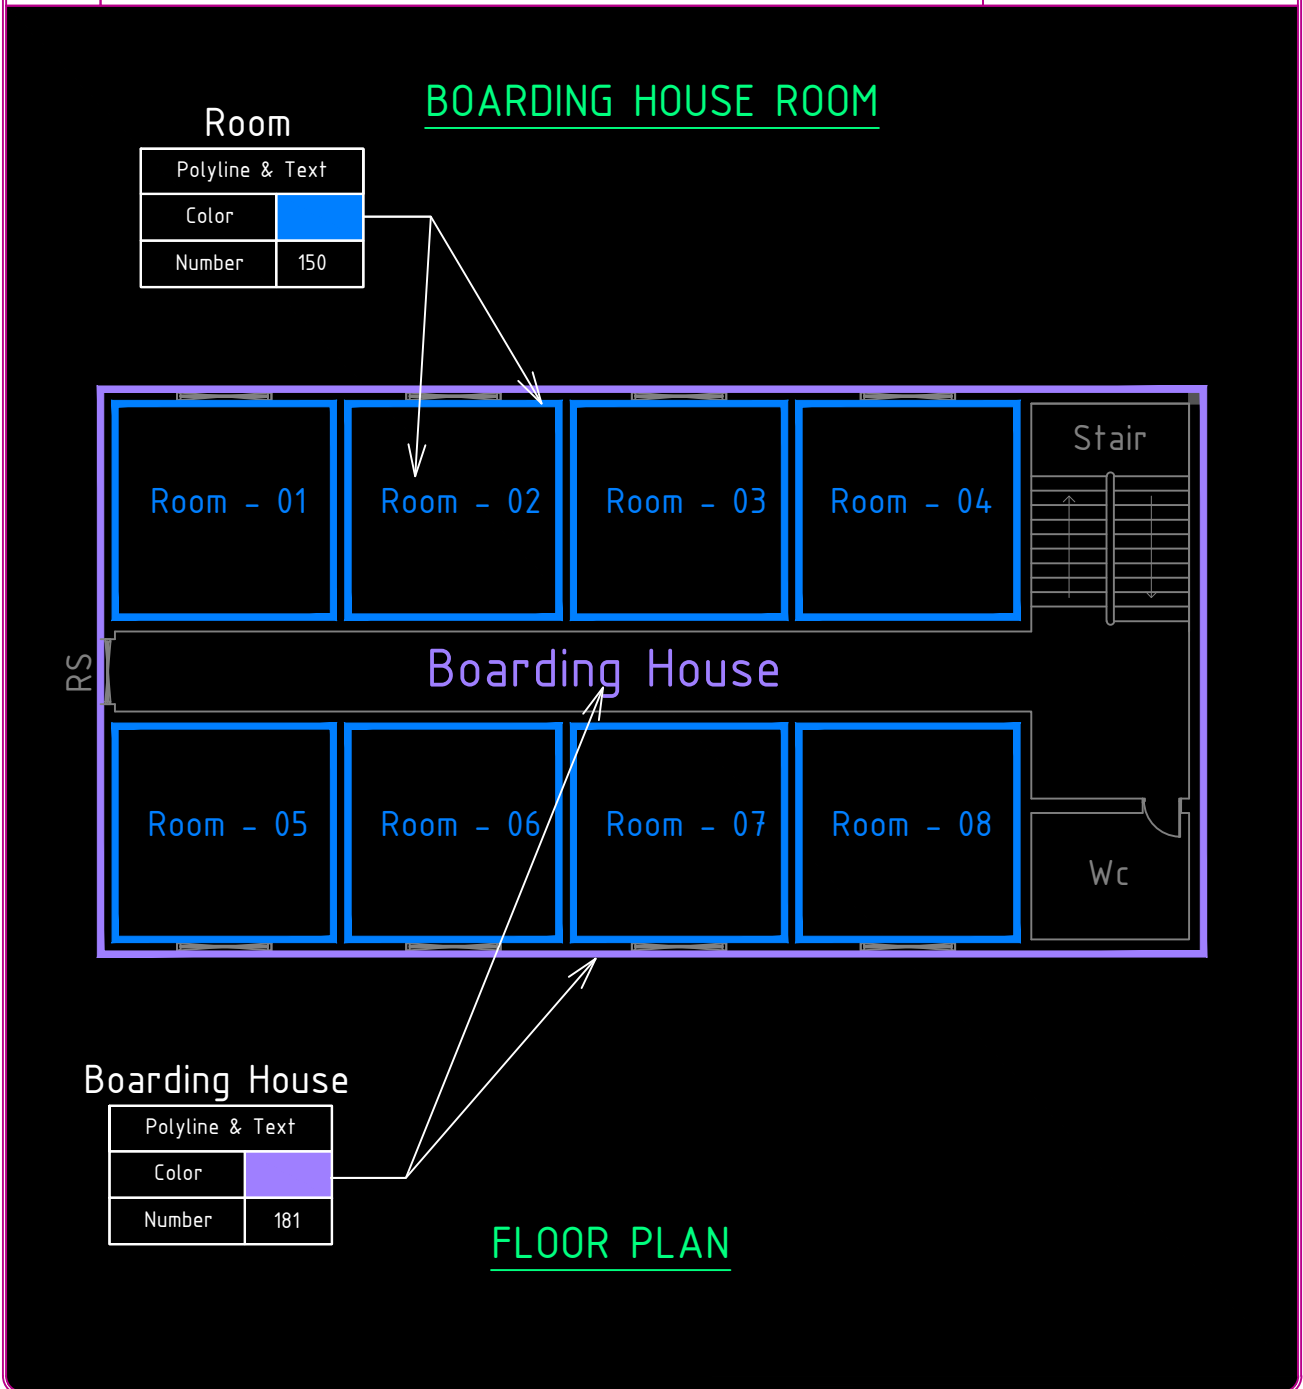 BOARDING HOUSE ROOM
Room
Polyline & Text
Color
Number 150
Stair
Room - 01 Room - 02 Room - 03 Room - 04
RS
Boarding House
Room - 05 Room - 06 Room - 07 Room - 08
Wc
Boarding House
Polyline & Text
Color
Number 181
FLOOR PLAN